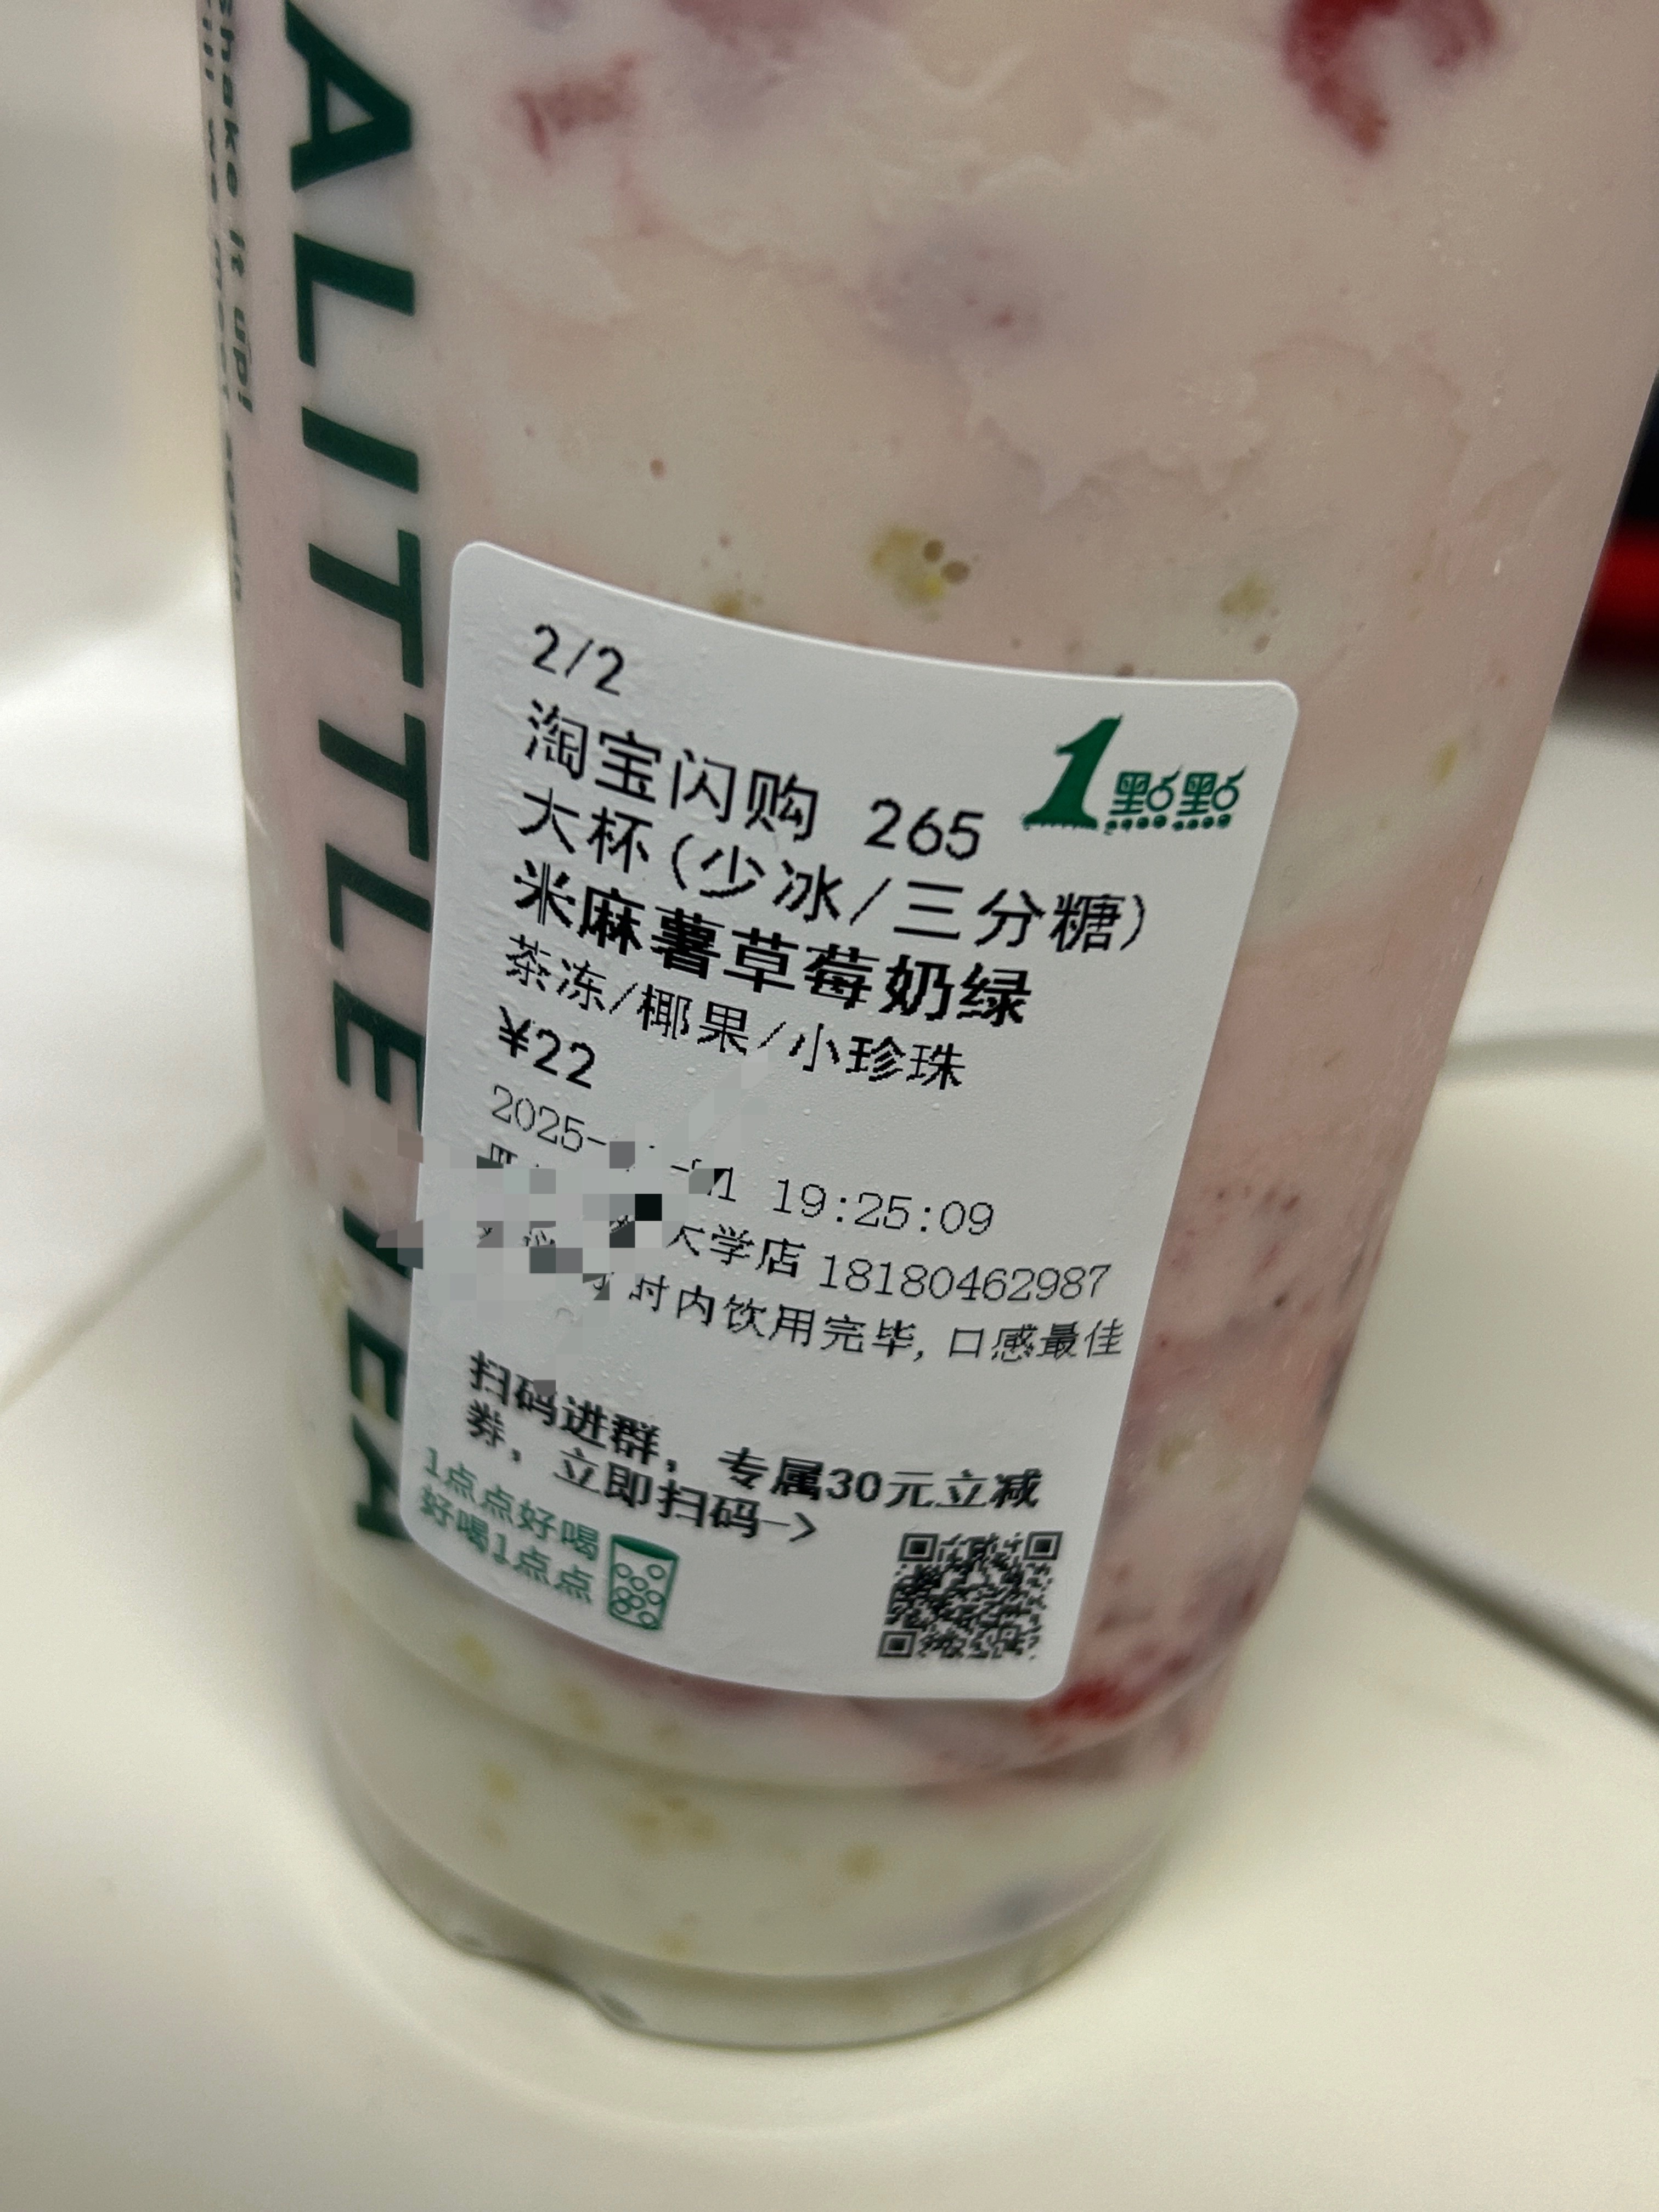 shake it up!
A LITTLE TEA
2/2
淘宝闪购 265
1點點
大杯(少冰/三分糖)
米麻薯草莓奶绿
茶冻/椰果/小珍珠
¥22
2025- 19:25:09
大学店 18180462987
时内饮用完毕, 口感最佳
扫码进群, 专属30元立减
券, 立即扫码->
1点点好喝
好喝1点点